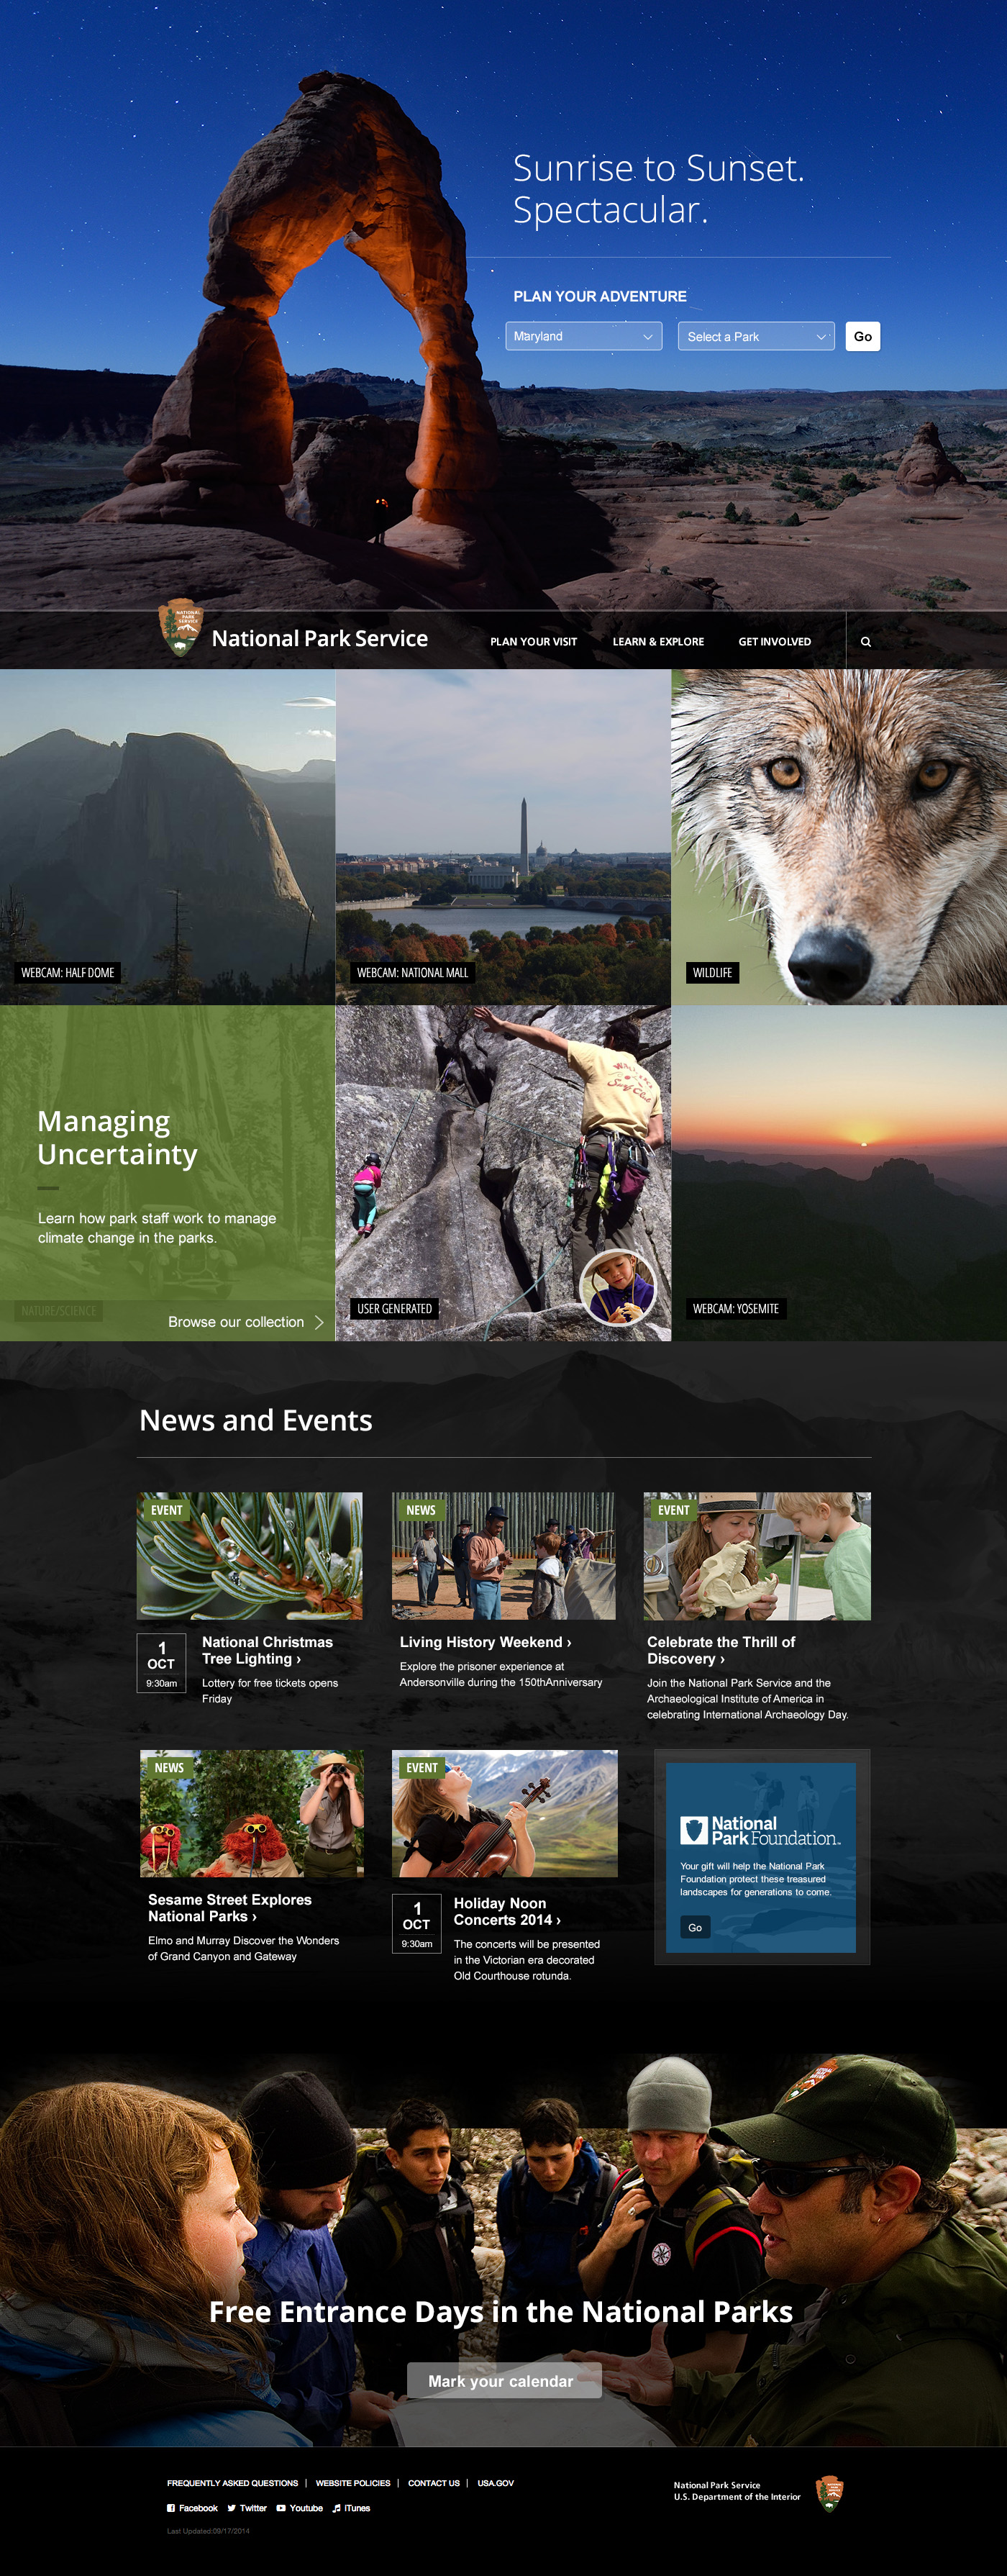 Sunrise to Sunset.
Spectacular.
PLAN YOUR ADVENTURE
Maryland
Select a Park
Go
NATIONAL
PARK
SERVICE
National Park Service
PLAN YOUR VISIT
LEARN & EXPLORE
GET INVOLVED
WEBCAM: HALF DOME
WEBCAM: NATIONAL MALL
WILDLIFE
Managing
Uncertainty
Learn how park staff work to manage
climate change in the parks.
NATURE/SCIENCE
Browse our collection
Surf Club
USER GENERATED
WEBCAM: YOSEMITE
News and Events
EVENT
1
OCT
9:30am
National Christmas
Tree Lighting ›
Lottery for free tickets opens
Friday
NEWS
Living History Weekend ›
Explore the prisoner experience at
Andersonville during the 150thAnniversary
EVENT
Celebrate the Thrill of
Discovery ›
Join the National Park Service and the
Archaeological Institute of America in
celebrating International Archaeology Day.
NEWS
Sesame Street Explores
National Parks ›
Elmo and Murray Discover the Wonders
of Grand Canyon and Gateway
EVENT
1
OCT
9:30am
Holiday Noon
Concerts 2014 ›
The concerts will be presented
in the Victorian era decorated
Old Courthouse rotunda.
National
Park Foundation™
Your gift will help the National Park
Foundation protect these treasured
landscapes for generations to come.
Go
Free Entrance Days in the National Parks
Mark your calendar
FREQUENTLY ASKED QUESTIONS | WEBSITE POLICIES | CONTACT US | USA.GOV
Facebook Twitter Youtube iTunes
Last Updated:09/17/2014
National Park Service
U.S. Department of the Interior